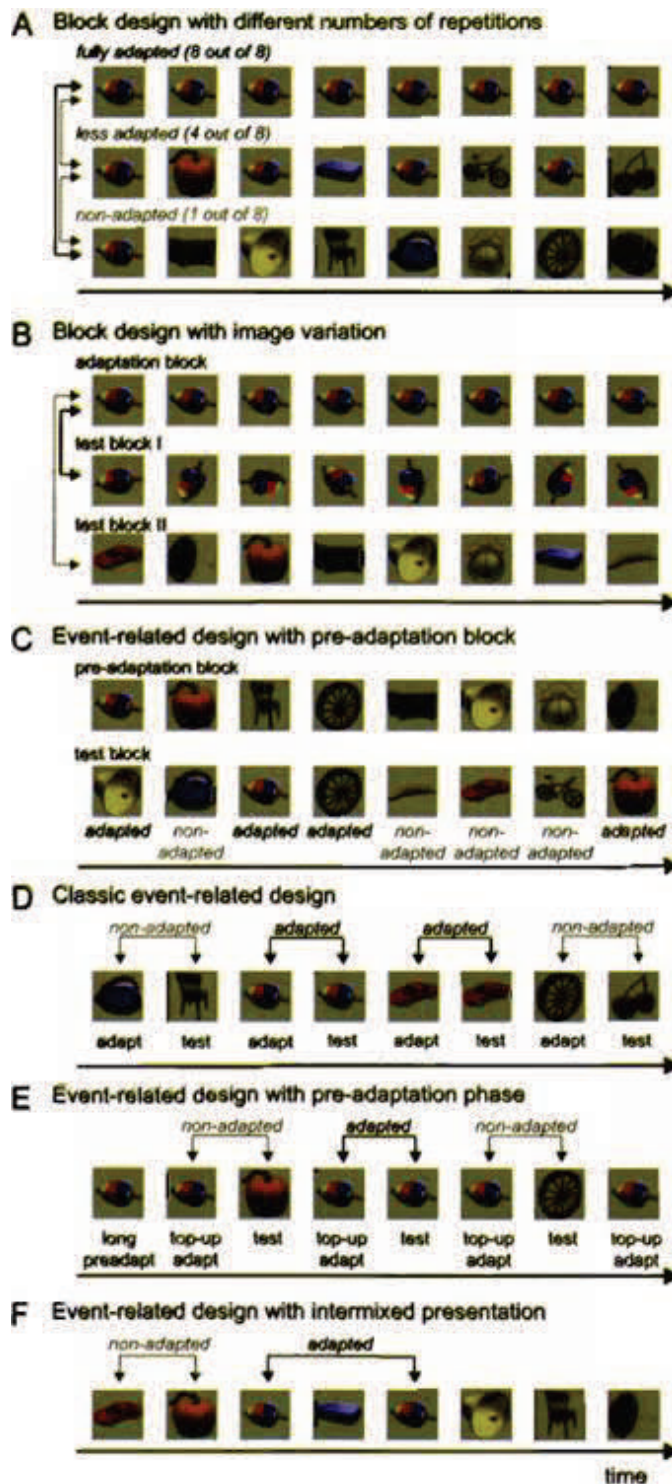 A Block design with different numbers of repetitions
fully adapted (8 out of 8)
less adapted (4 out of 8)
non-adapted (1 out of 8)
B Block design with image variation
adaptation block
test block I
test block II
C Event-related design with pre-adaptation block
pre-adaptation block
test block
adapted non-adapted adapted adapted non-adapted non-adapted non-adapted adapted
D Classic event-related design
non-adapted adapted adapted non-adapted
adapt test adapt test adapt test adapt test
E Event-related design with pre-adaptation phase
non-adapted adapted non-adapted
long top-up test top-up test top-up test top-up
preadapt adapt adapt adapt adapt
F Event-related design with intermixed presentation
non-adapted adapted
time